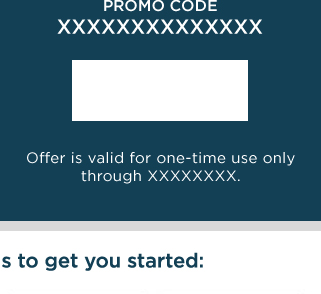 PROMO CODE
XXXXXXXXXXXXXX
Offer is valid for one-time use only
through XXXXXXXX.
s to get you started: